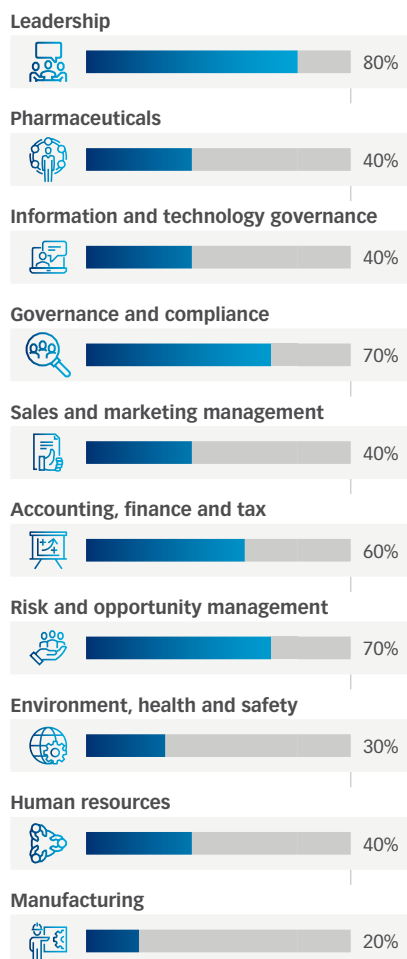 Leadership
80%
Pharmaceuticals
40%
Information and technology governance
40%
Governance and compliance
70%
Sales and marketing management
40%
Accounting, finance and tax
60%
Risk and opportunity management
70%
Environment, health and safety
30%
Human resources
40%
Manufacturing
20%